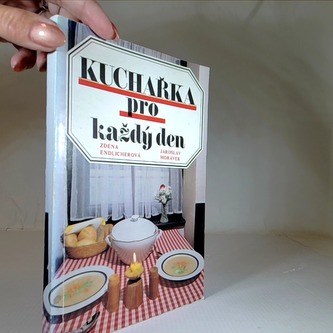 KUCHAŘKA
pro
každý den
ZDENA ENDLICHEROVÁ
JAROSLAV MORÁVEK